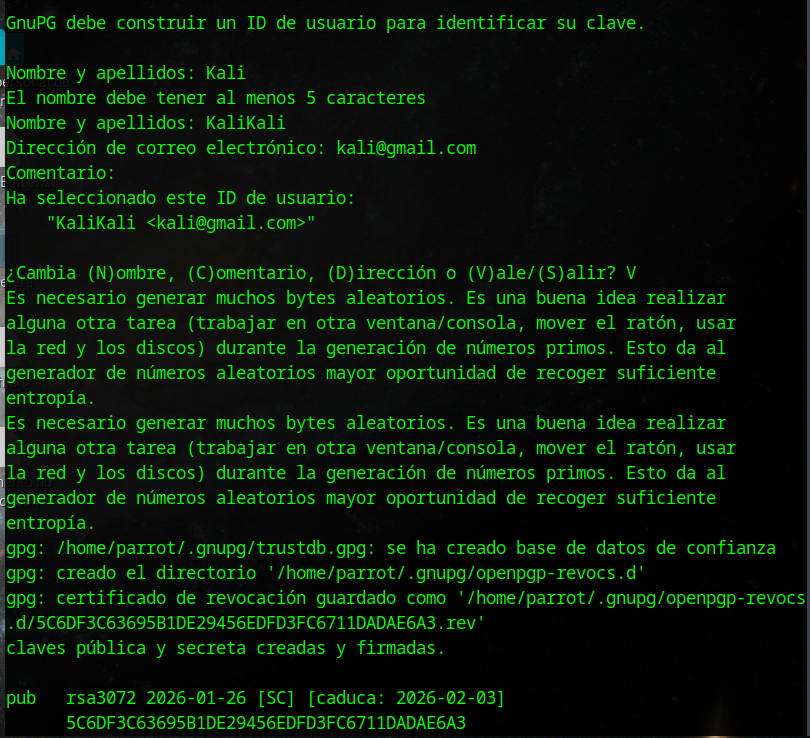 GnuPG debe construir un ID de usuario para identificar su clave.
Nombre y apellidos: Kali
El nombre debe tener al menos 5 caracteres
Nombre y apellidos: KaliKali
Dirección de correo electrónico: kali@gmail.com
Comentario:
Ha seleccionado este ID de usuario:
"KaliKali <kali@gmail.com>"
¿Cambia (N)ombre, (C)omentario, (D)irección o (V)ale/(S)alir? V
Es necesario generar muchos bytes aleatorios. Es una buena idea realizar
alguna otra tarea (trabajar en otra ventana/consola, mover el ratón, usar
la red y los discos) durante la generación de números primos. Esto da al
generador de números aleatorios mayor oportunidad de recoger suficiente
entropía.
Es necesario generar muchos bytes aleatorios. Es una buena idea realizar
alguna otra tarea (trabajar en otra ventana/consola, mover el ratón, usar
la red y los discos) durante la generación de números primos. Esto da al
generador de números aleatorios mayor oportunidad de recoger suficiente
entropía.
gpg: /home/parrot/.gnupg/trustdb.gpg: se ha creado base de datos de confianza
gpg: creado el directorio '/home/parrot/.gnupg/openpgp-revocs.d'
gpg: certificado de revocación guardado como '/home/parrot/.gnupg/openpgp-revocs
.d/5C6DF3C63695B1DE29456EDFD3FC6711DADAE6A3.rev'
claves pública y secreta creadas y firmadas.
pub   rsa3072 2026-01-26 [SC] [caduca: 2026-02-03]
5C6DF3C63695B1DE29456EDFD3FC6711DADAE6A3